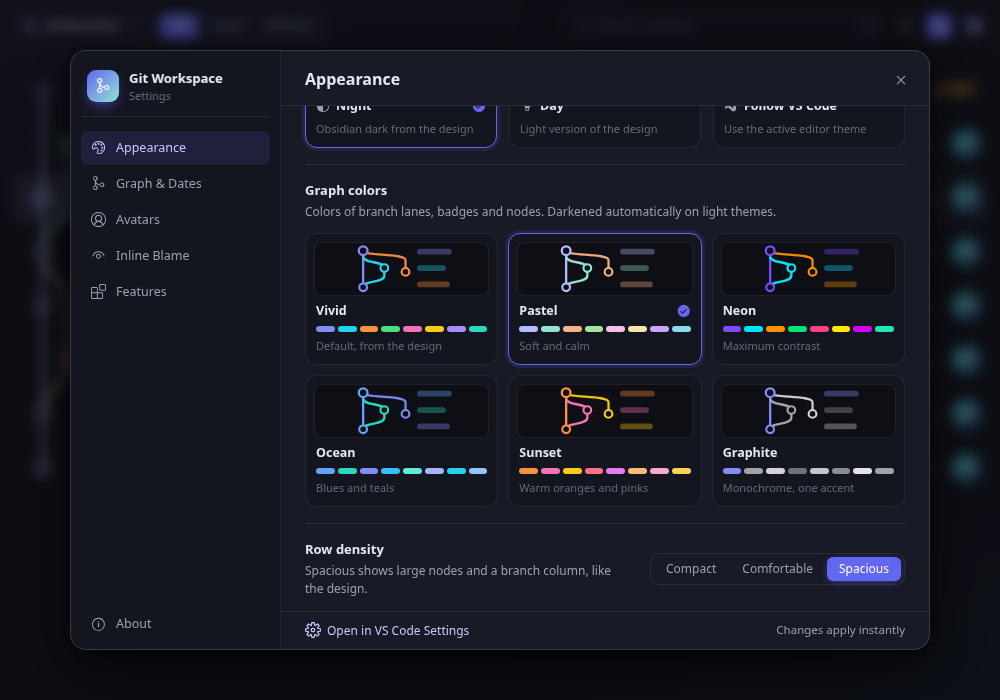 Git Workspace
Settings
Appearance
Graph & Dates
Avatars
Inline Blame
Features
About
Appearance
Night
Day
Follow VS Code
Obsidian dark from the design
Light version of the design
Use the active editor theme
Graph colors
Colors of branch lanes, badges and nodes. Darkened automatically on light themes.
Vivid
Pastel
Neon
Default, from the design
Soft and calm
Maximum contrast
Ocean
Sunset
Graphite
Blues and teals
Warm oranges and pinks
Monochrome, one accent
Row density
Spacious shows large nodes and a branch column, like
the design.
Compact
Comfortable
Spacious
Open in VS Code Settings
Changes apply instantly